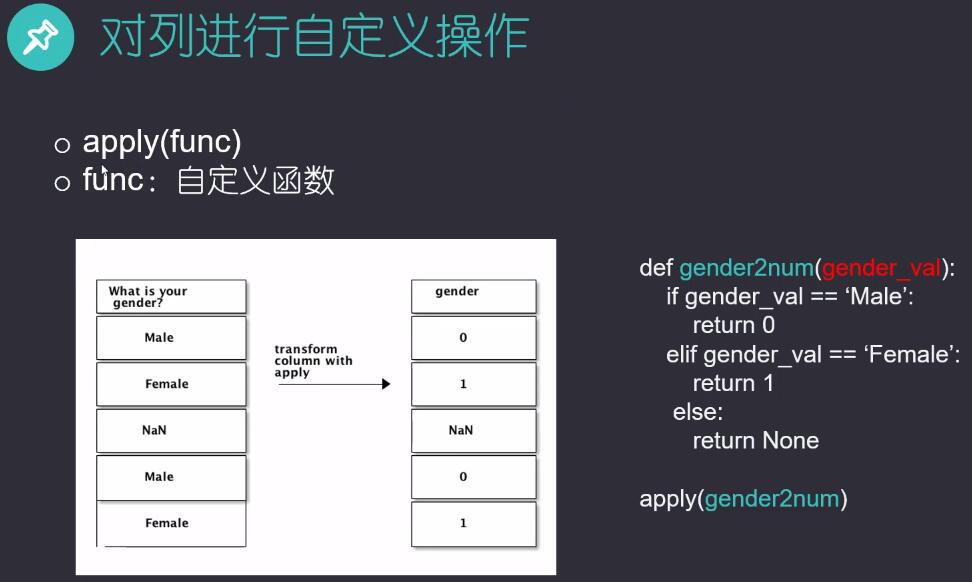 对列进行自定义操作
apply(func)
func：自定义函数
What is your
gender?
Male
Female
NaN
Male
Female
transform
column with
apply
gender
0
1
NaN
0
1
def gender2num(gender_val):
if gender_val == ‘Male’:
return 0
elif gender_val == ‘Female’:
return 1
else:
return None
apply(gender2num)